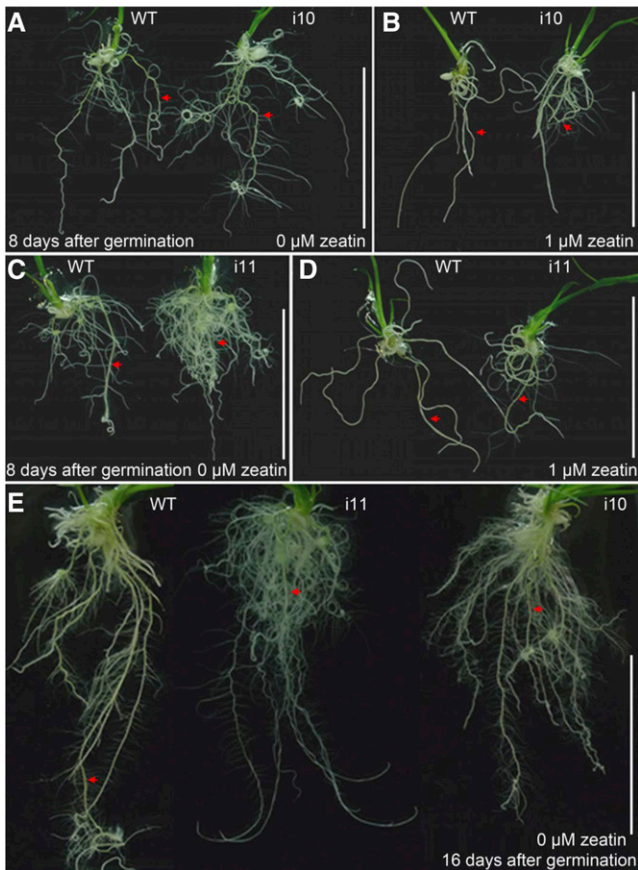 A WT i10
8 days after germination 0 µM zeatin
B WT i10
1 µM zeatin
C WT i11
8 days after germination 0 µM zeatin
D WT i11
1 µM zeatin
E WT i11 i10
0 µM zeatin
16 days after germination